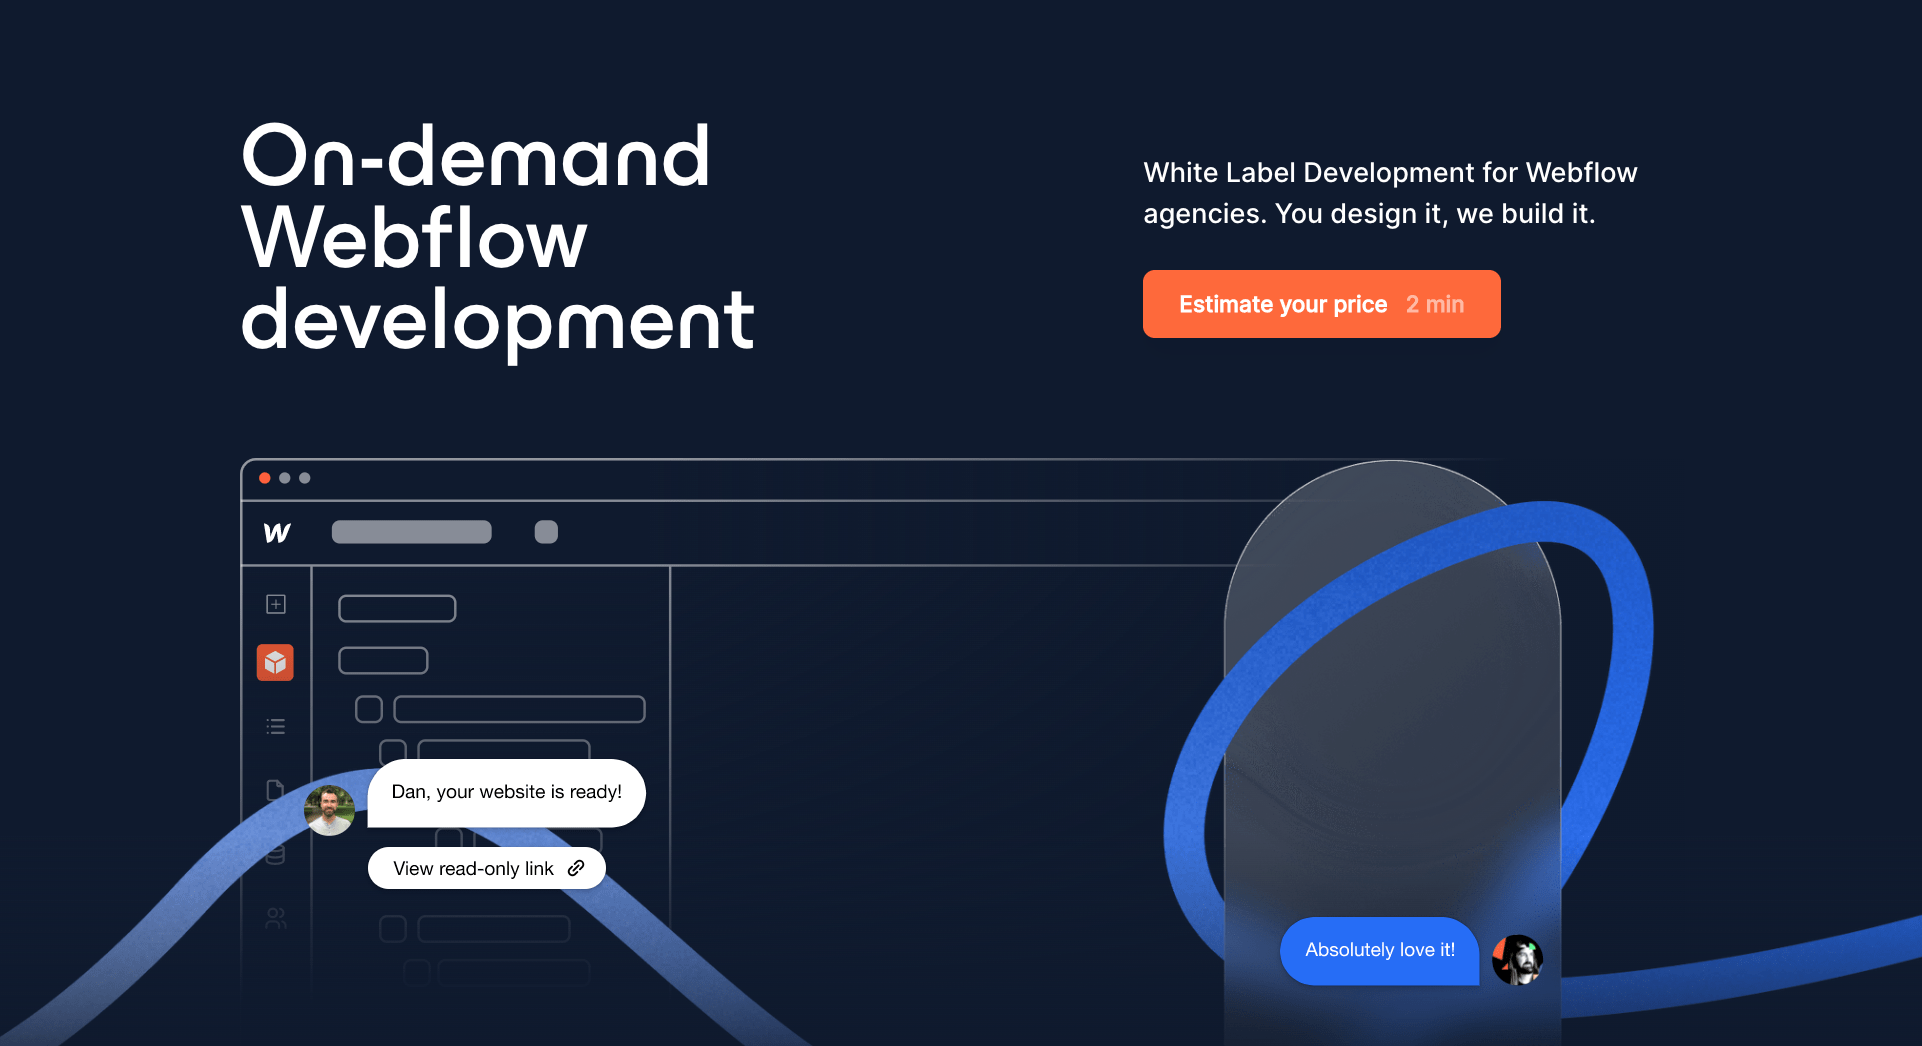 On-demand
Webflow
development
White Label Development for Webflow
agencies. You design it, we build it.
Estimate your price 2 min
Dan, your website is ready!
View read-only link
Absolutely love it!